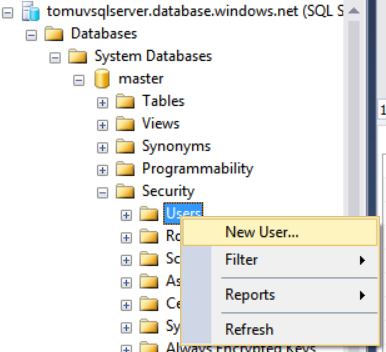 tomuvsqlserver.database.windows.net (SQL S
Databases
System Databases
master
Tables
Views
Synonyms
Programmability
Security
Users
New User...
Ro
Filter
Sc
As
Reports
Ce
Sy
Refresh
Always Encrypted Keys
1